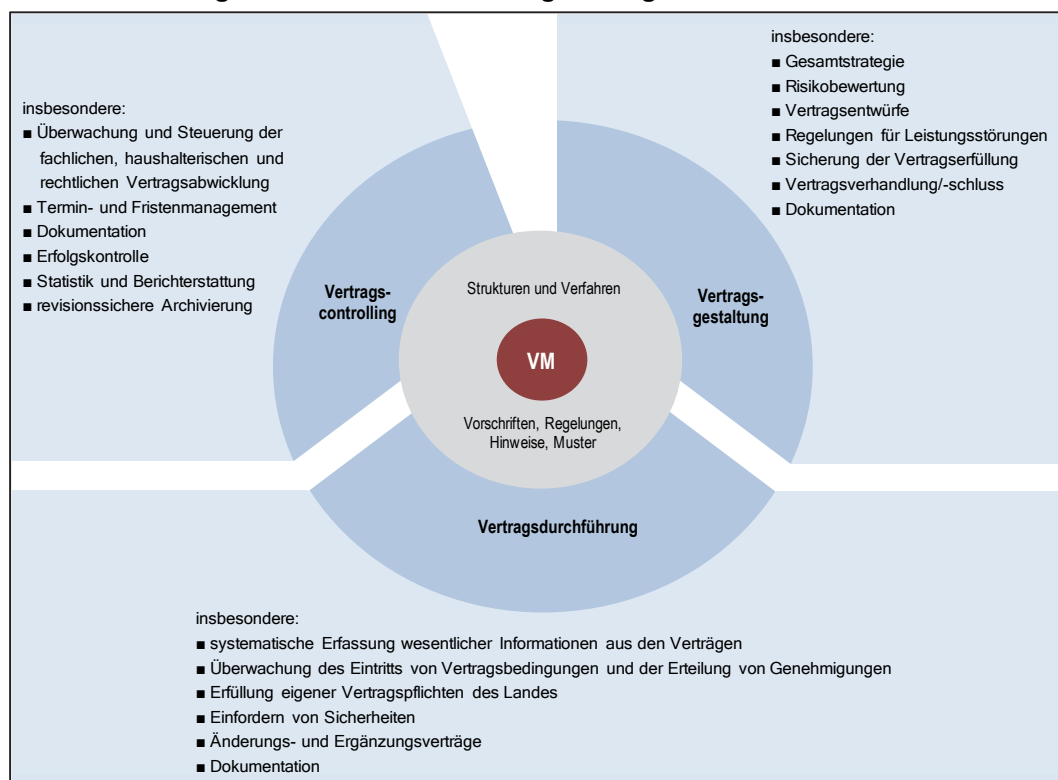 insbesondere:
■ Überwachung und Steuerung der
fachlichen, haushalterischen und
rechtlichen Vertragsabwicklung
■ Termin- und Fristenmanagement
■ Dokumentation
■ Erfolgskontrolle
■ Statistik und Berichterstattung
■ revisionssichere Archivierung
insbesondere:
■ Gesamtstrategie
■ Risikobewertung
■ Vertragsentwürfe
■ Regelungen für Leistungsstörungen
■ Sicherung der Vertragserfüllung
■ Vertragsverhandlung/-schluss
■ Dokumentation
Vertrags-
controlling
Strukturen und Verfahren
VM
Vorschriften, Regelungen,
Hinweise, Muster
Vertrags-
gestaltung
Vertragsdurchführung
insbesondere:
■ systematische Erfassung wesentlicher Informationen aus den Verträgen
■ Überwachung des Eintritts von Vertragsbedingungen und der Erteilung von Genehmigungen
■ Erfüllung eigener Vertragspflichten des Landes
■ Einfordern von Sicherheiten
■ Änderungs- und Ergänzungsverträge
■ Dokumentation